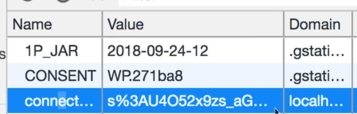 Name Value Domain
1P_JAR 2018-09-24-12 .gstati...
CONSENT WP.271ba8 .gstati...
connect... s%3AU4O52x9zs_aG... localh...